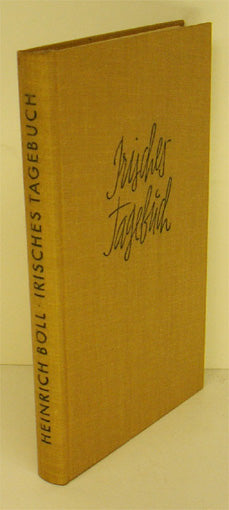 HEINRICH BÖLL · IRISCHES TAGEBUCH
Irisches
Tagebuch